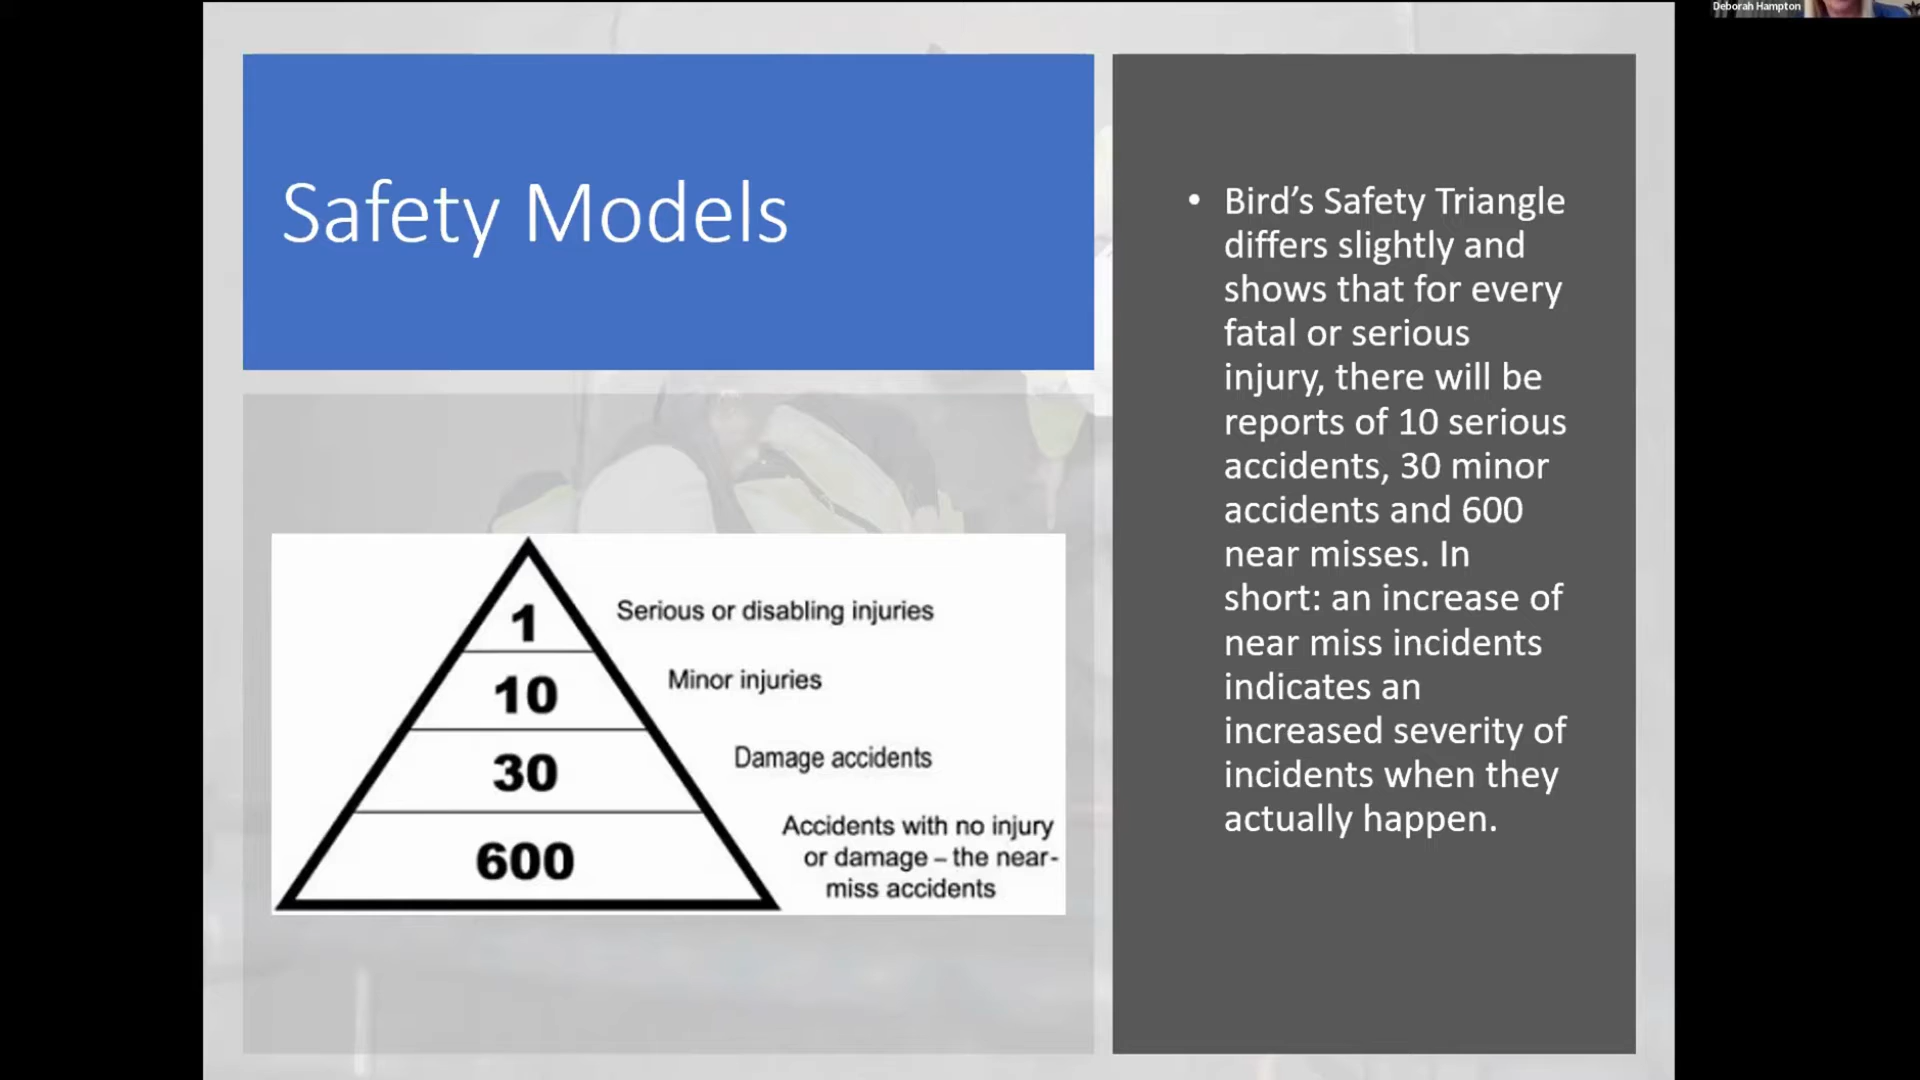 Deborah Hampton
Safety Models
1
Serious or disabling injuries
10
Minor injuries
30
Damage accidents
600
Accidents with no injury
or damage – the near-
miss accidents
• Bird’s Safety Triangle
differs slightly and
shows that for every
fatal or serious
injury, there will be
reports of 10 serious
accidents, 30 minor
accidents and 600
near misses. In
short: an increase of
near miss incidents
indicates an
increased severity of
incidents when they
actually happen.